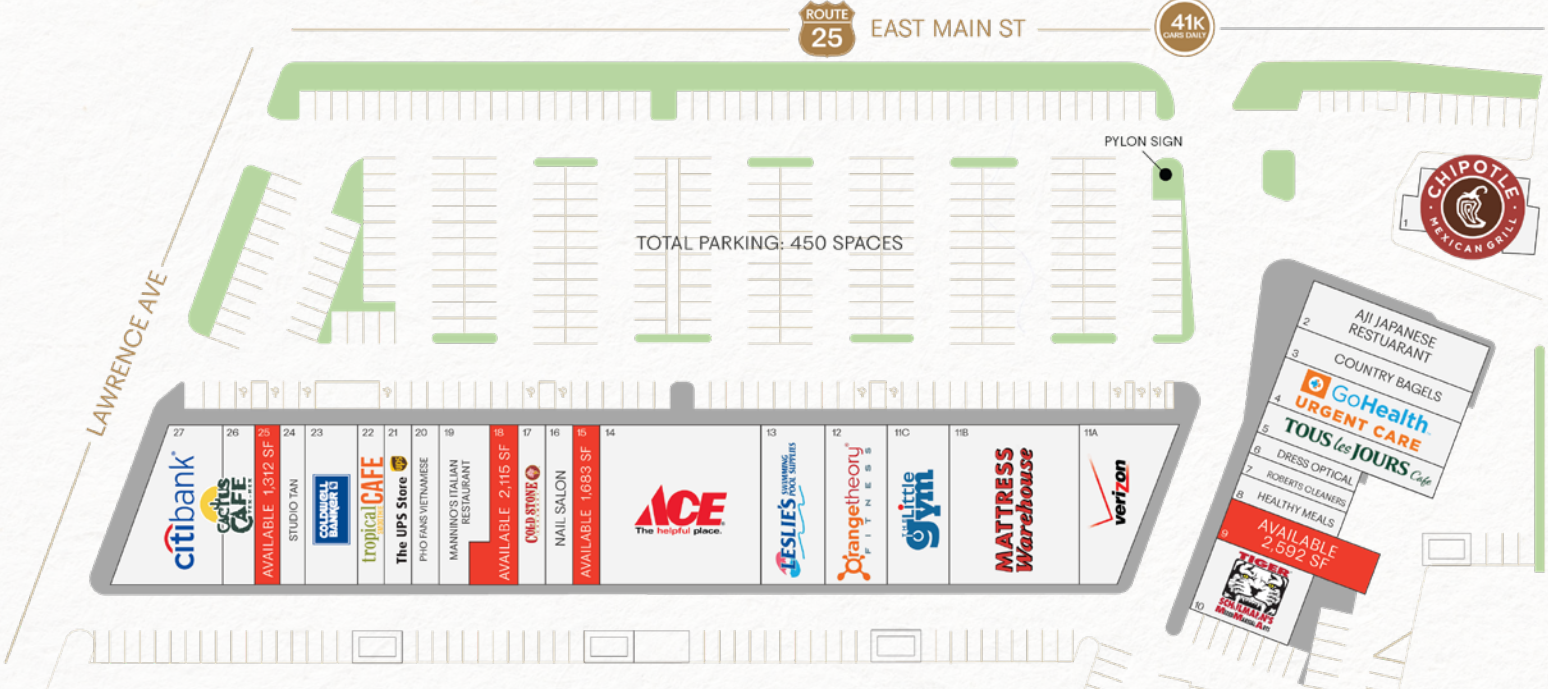 ROUTE
25
EAST MAIN ST
41K
CARS DAILY
LAWRENCE AVE
PYLON SIGN
TOTAL PARKING: 450 SPACES
1
CHIPOTLE
MEXICAN GRILL
2
AJI JAPANESE
RESTUARANT
3
COUNTRY BAGELS
4
GoHealth
URGENT CARE
5
TOUS les JOURS Cafe
6
DRESS OPTICAL
7
ROBERTS CLEANERS
8
HEALTHY MEALS
9
AVAILABLE
2,592 SF
10
TIGER
SCHULMANN'S
MIXED MARTIAL ARTS
27
citibank
26
CACTUS
CAFE
25
AVAILABLE 1,312 SF
24
STUDIO TAN
23
COLDWELL
BANKER
22
tropical CAFE
21
ups
The UPS Store
20
PHO FANS VIETNAMESE
19
MANNINO'S ITALIAN
RESTAURANT
18
AVAILABLE 2,115 SF
17
COLD STONE
16
NAIL SALON
15
AVAILABLE 1,683 SF
14
ACE
The helpful place.
13
LESLIE'S
SWIMMING
POOL SUPPLIES
12
Orangetheory
FITNESS
11C
THE Little
Gym
11B
MATTRESS
Warehouse
11A
verizon